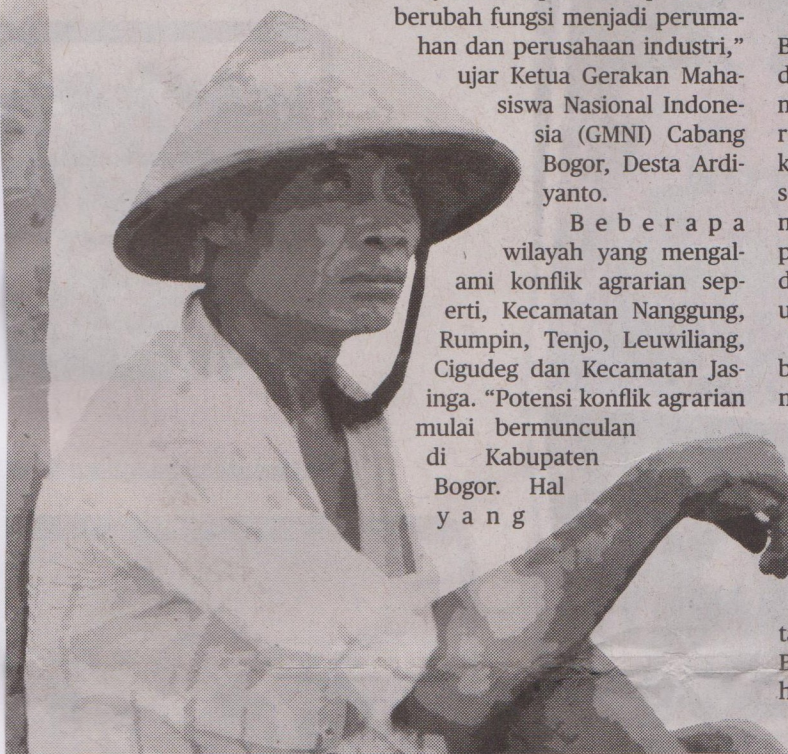 berubah fungsi menjadi peruma-
han dan perusahaan industri,”
ujar Ketua Gerakan Maha-
siswa Nasional Indone-
sia (GMNI) Cabang
Bogor, Desta Ardi-
yanto.
Beberapa
wilayah yang mengal-
ami konflik agrarian sep-
erti, Kecamatan Nanggung,
Rumpin, Tenjo, Leuwiliang,
Cigudeg dan Kecamatan Jas-
inga. “Potensi konflik agrarian
mulai bermunculan
di Kabupaten
Bogor. Hal
yang